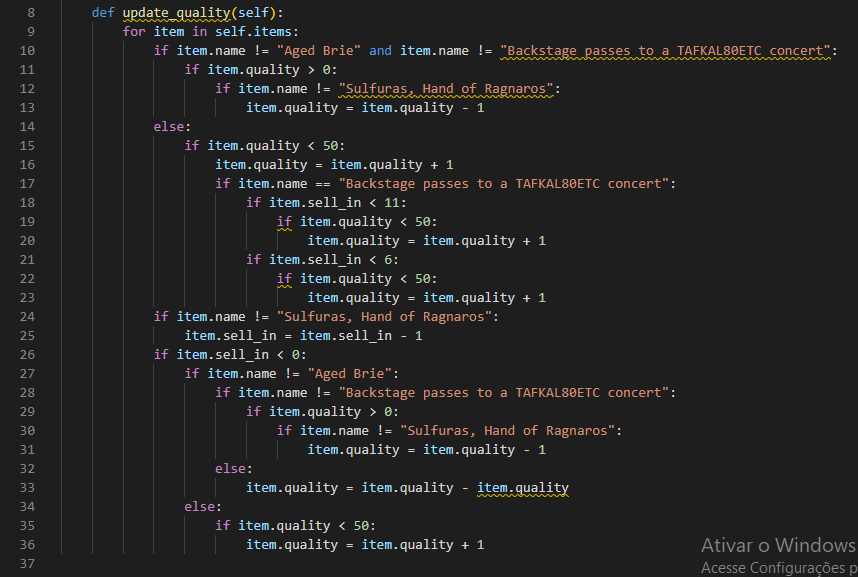 8 def update_quality(self):
9 for item in self.items:
10 if item.name != "Aged Brie" and item.name != "Backstage passes to a TAFKAL80ETC concert":
11 if item.quality > 0:
12 if item.name != "Sulfuras, Hand of Ragnaros":
13 item.quality = item.quality - 1
14 else:
15 if item.quality < 50:
16 item.quality = item.quality + 1
17 if item.name == "Backstage passes to a TAFKAL80ETC concert":
18 if item.sell_in < 11:
19 if item.quality < 50:
20 item.quality = item.quality + 1
21 if item.sell_in < 6:
22 if item.quality < 50:
23 item.quality = item.quality + 1
24 if item.name != "Sulfuras, Hand of Ragnaros":
25 item.sell_in = item.sell_in - 1
26 if item.sell_in < 0:
27 if item.name != "Aged Brie":
28 if item.name != "Backstage passes to a TAFKAL80ETC concert":
29 if item.quality > 0:
30 if item.name != "Sulfuras, Hand of Ragnaros":
31 item.quality = item.quality - 1
32 else:
33 item.quality = item.quality - item.quality
34 else:
35 if item.quality < 50:
36 item.quality = item.quality + 1
37
Ativar o Windows
Acesse Configurações p